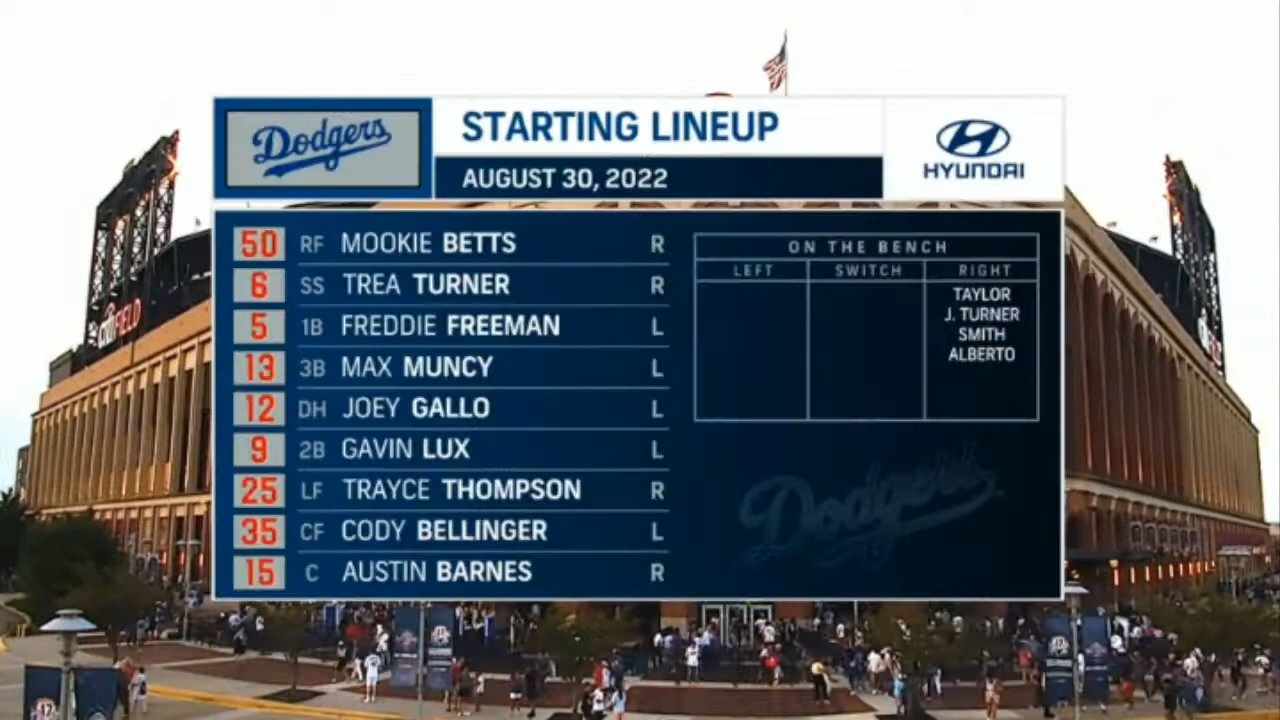 Dodgers
STARTING LINEUP
AUGUST 30, 2022
HYUNDAI
50 RF MOOKIE BETTS R
6 SS TREA TURNER R
5 1B FREDDIE FREEMAN L
13 3B MAX MUNCY L
12 DH JOEY GALLO L
9 2B GAVIN LUX L
25 LF TRAYCE THOMPSON R
35 CF CODY BELLINGER L
15 C AUSTIN BARNES R
ON THE BENCH
LEFT SWITCH RIGHT
TAYLOR
J. TURNER
SMITH
ALBERTO
Dodgers
citi FIELD